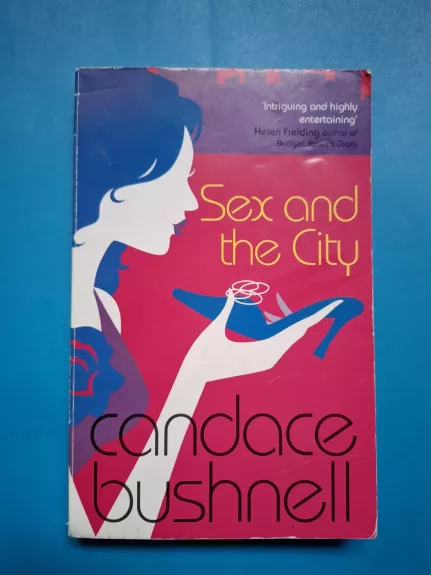 'Intriguing and highly
entertaining'
Helen Fielding author of
Bridget Jones's Diary
Sex and
the City
candace
bushnell